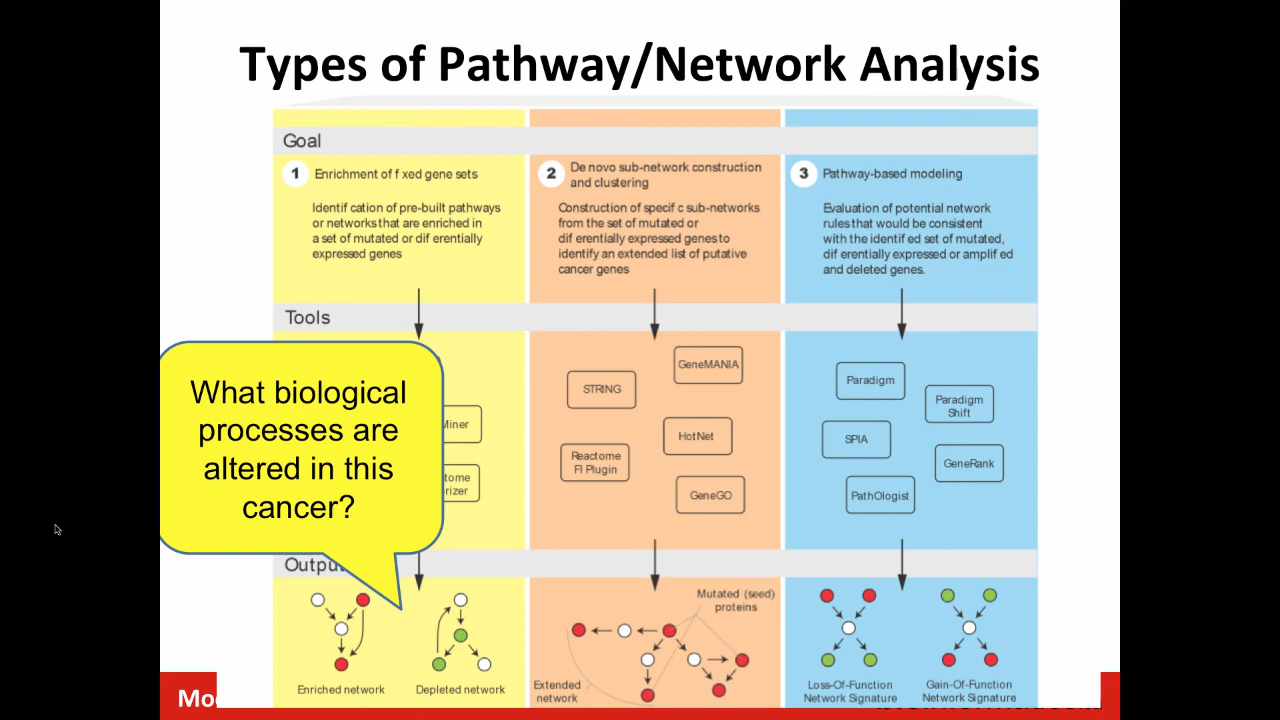 Types of Pathway/Network Analysis
Goal
1 Enrichment of f xed gene sets
Identif cation of pre-built pathways
or networks that are enriched in
a set of mutated or dif erentially
expressed genes
2 De novo sub-network construction
and clustering
Construction of specif c sub-networks
from the set of mutated or
dif erentially expressed genes to
identify an extended list of putative
cancer genes
3 Pathway-based modeling
Evaluation of potential network
rules that would be consistent
with the identif ed set of mutated,
dif erentially expressed or amplif ed
and deleted genes.
Tools
What biological
processes are
altered in this
cancer?
STRING
GeneMANIA
HotNet
Reactome
FI Plugin
GeneGO
Paradigm
Paradigm
Shift
SPIA
GeneRank
PathOlogist
Output
Enriched network
Depleted network
Mutated (seed)
proteins
Extended
network
Loss-Of-Function
Network Signature
Gain-Of-Function
Network Signature